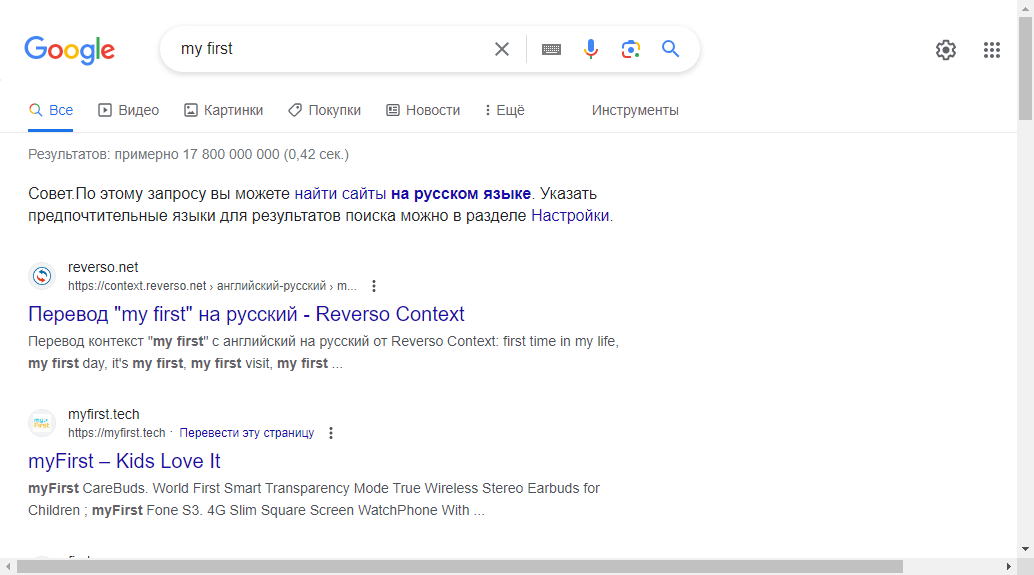 Google
my first
Все
Видео
Картинки
Покупки
Новости
Ещё
Инструменты
Результатов: примерно 17 800 000 000 (0,42 сек.)
Совет.По этому запросу вы можете найти сайты на русском языке. Указать
предпочтительные языки для результатов поиска можно в разделе Настройки.
reverso.net
https://context.reverso.net › английский-русский › m...
Перевод "my first" на русский - Reverso Context
Перевод контекст "my first" c английский на русский от Reverso Context: first time in my life,
my first day, it's my first, my first visit, my first ...
myfirst.tech
https://myfirst.tech · Перевести эту страницу
myFirst – Kids Love It
myFirst CareBuds. World First Smart Transparency Mode True Wireless Stereo Earbuds for
Children ; myFirst Fone S3. 4G Slim Square Screen WatchPhone With ...